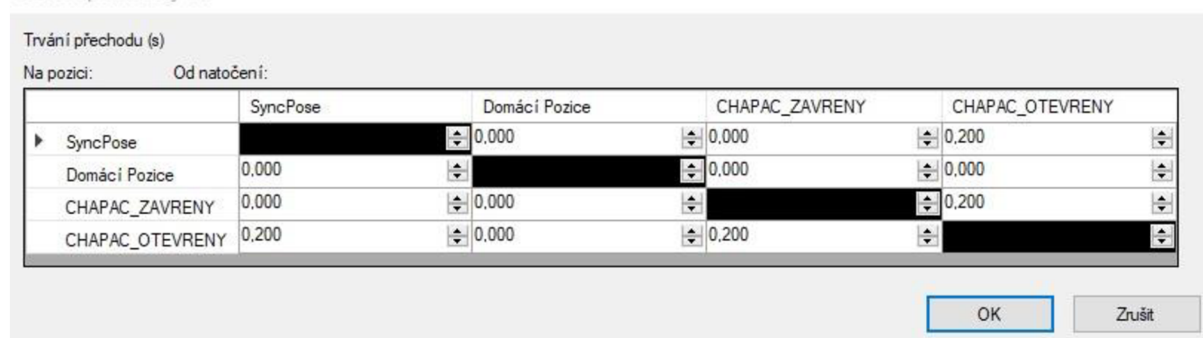 Trvání přechodu (s)
Na pozici: Od natočení:
SyncPose Domácí Pozice CHAPAC_ZAVRENY CHAPAC_OTEVRENY
SyncPose 0,000 0,000 0,200
Domácí Pozice 0,000 0,000 0,000
CHAPAC_ZAVRENY 0,000 0,000 0,200
CHAPAC_OTEVRENY 0,200 0,000 0,200
OK Zrušit